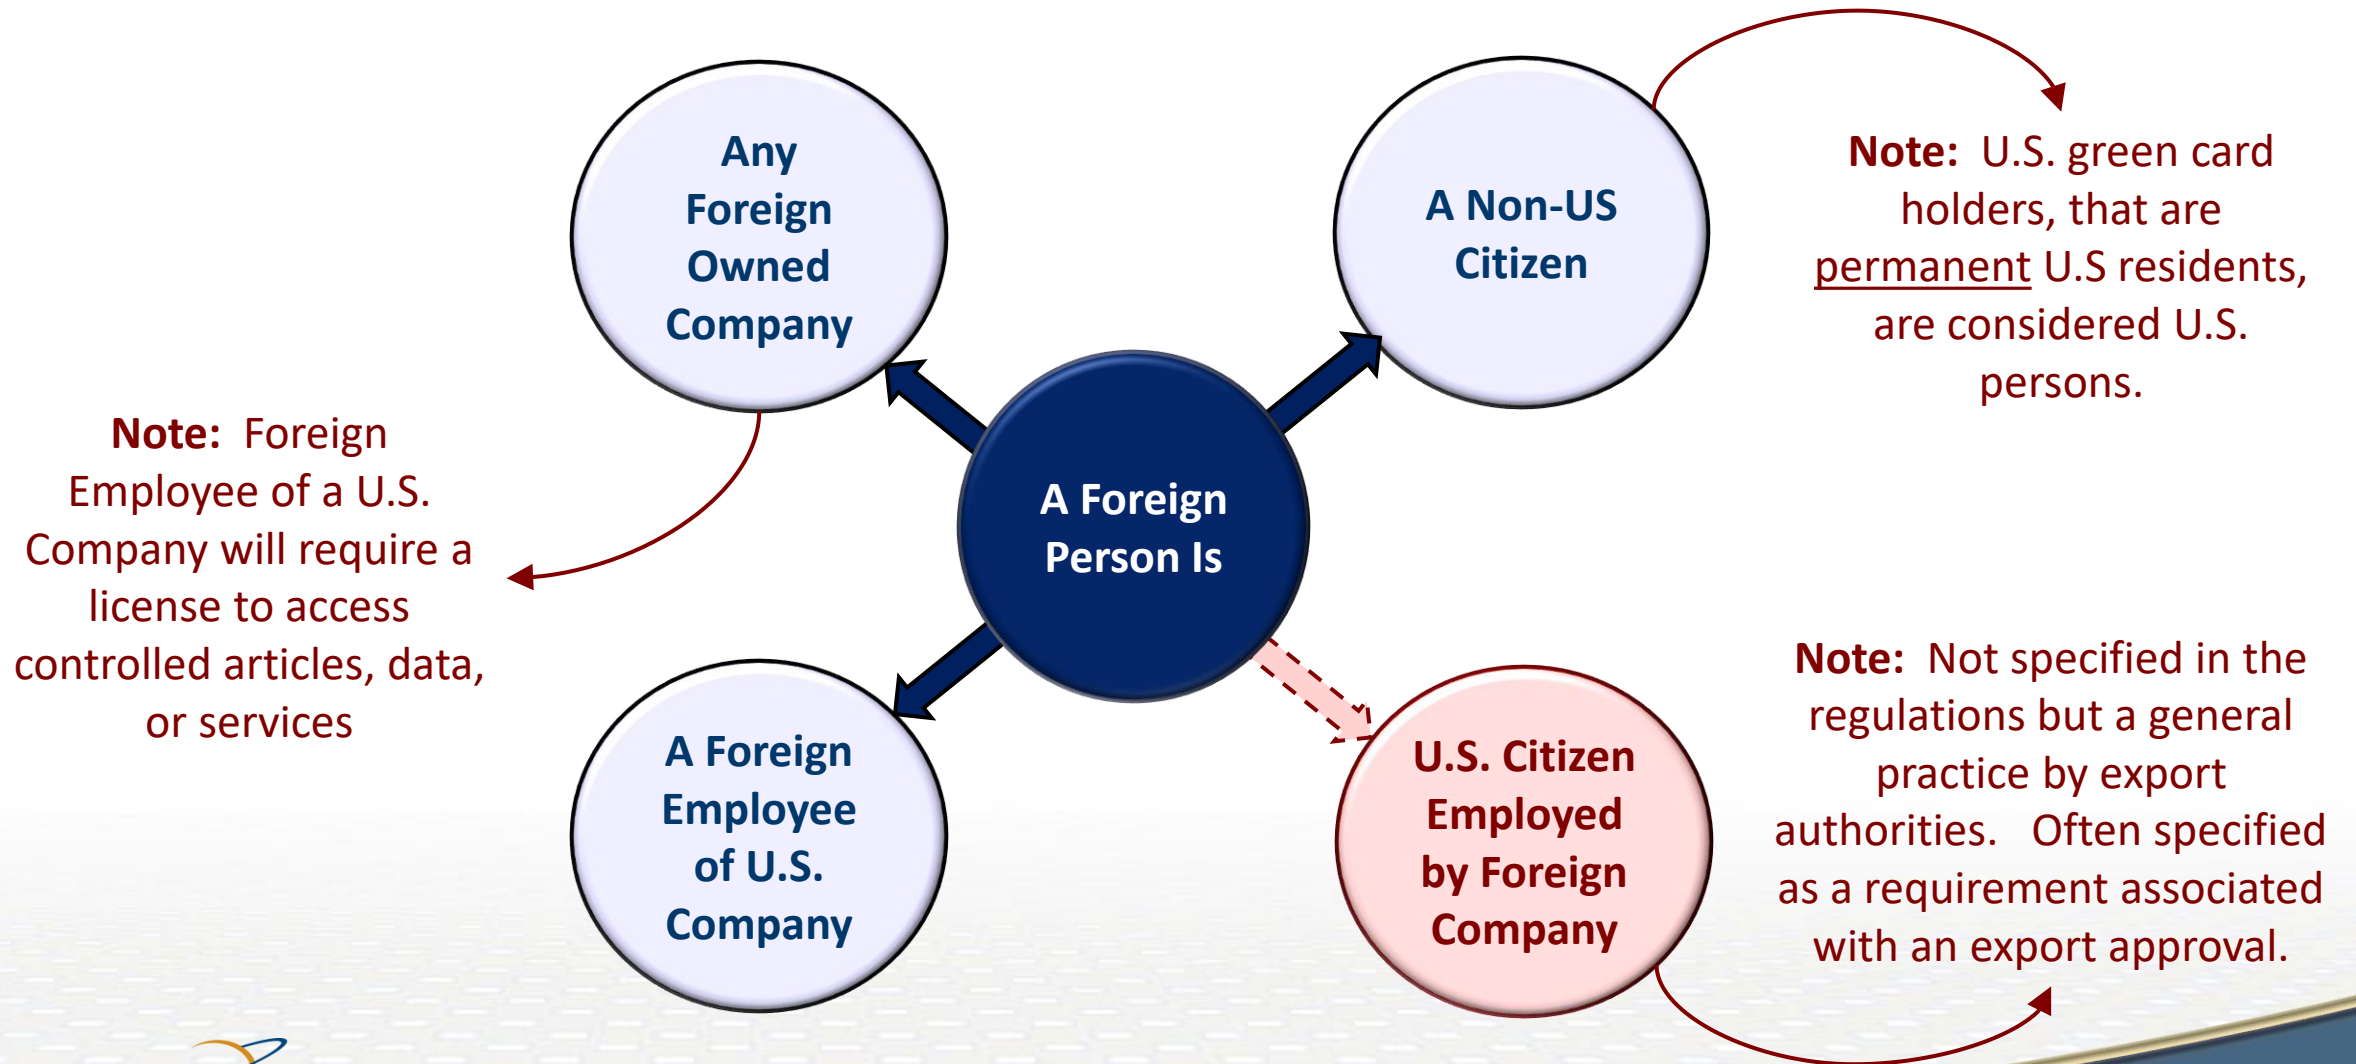 Any
Foreign
Owned
Company
A Non-US
Citizen
Note:  U.S. green card
holders, that are
permanent U.S residents,
are considered U.S.
persons.
Note:  Foreign
Employee of a U.S.
Company will require a
license to access
controlled articles, data,
or services
A Foreign
Person Is
A Foreign
Employee
of U.S.
Company
U.S. Citizen
Employed
by Foreign
Company
Note:  Not specified in the
regulations but a general
practice by export
authorities.   Often specified
as a requirement associated
with an export approval.